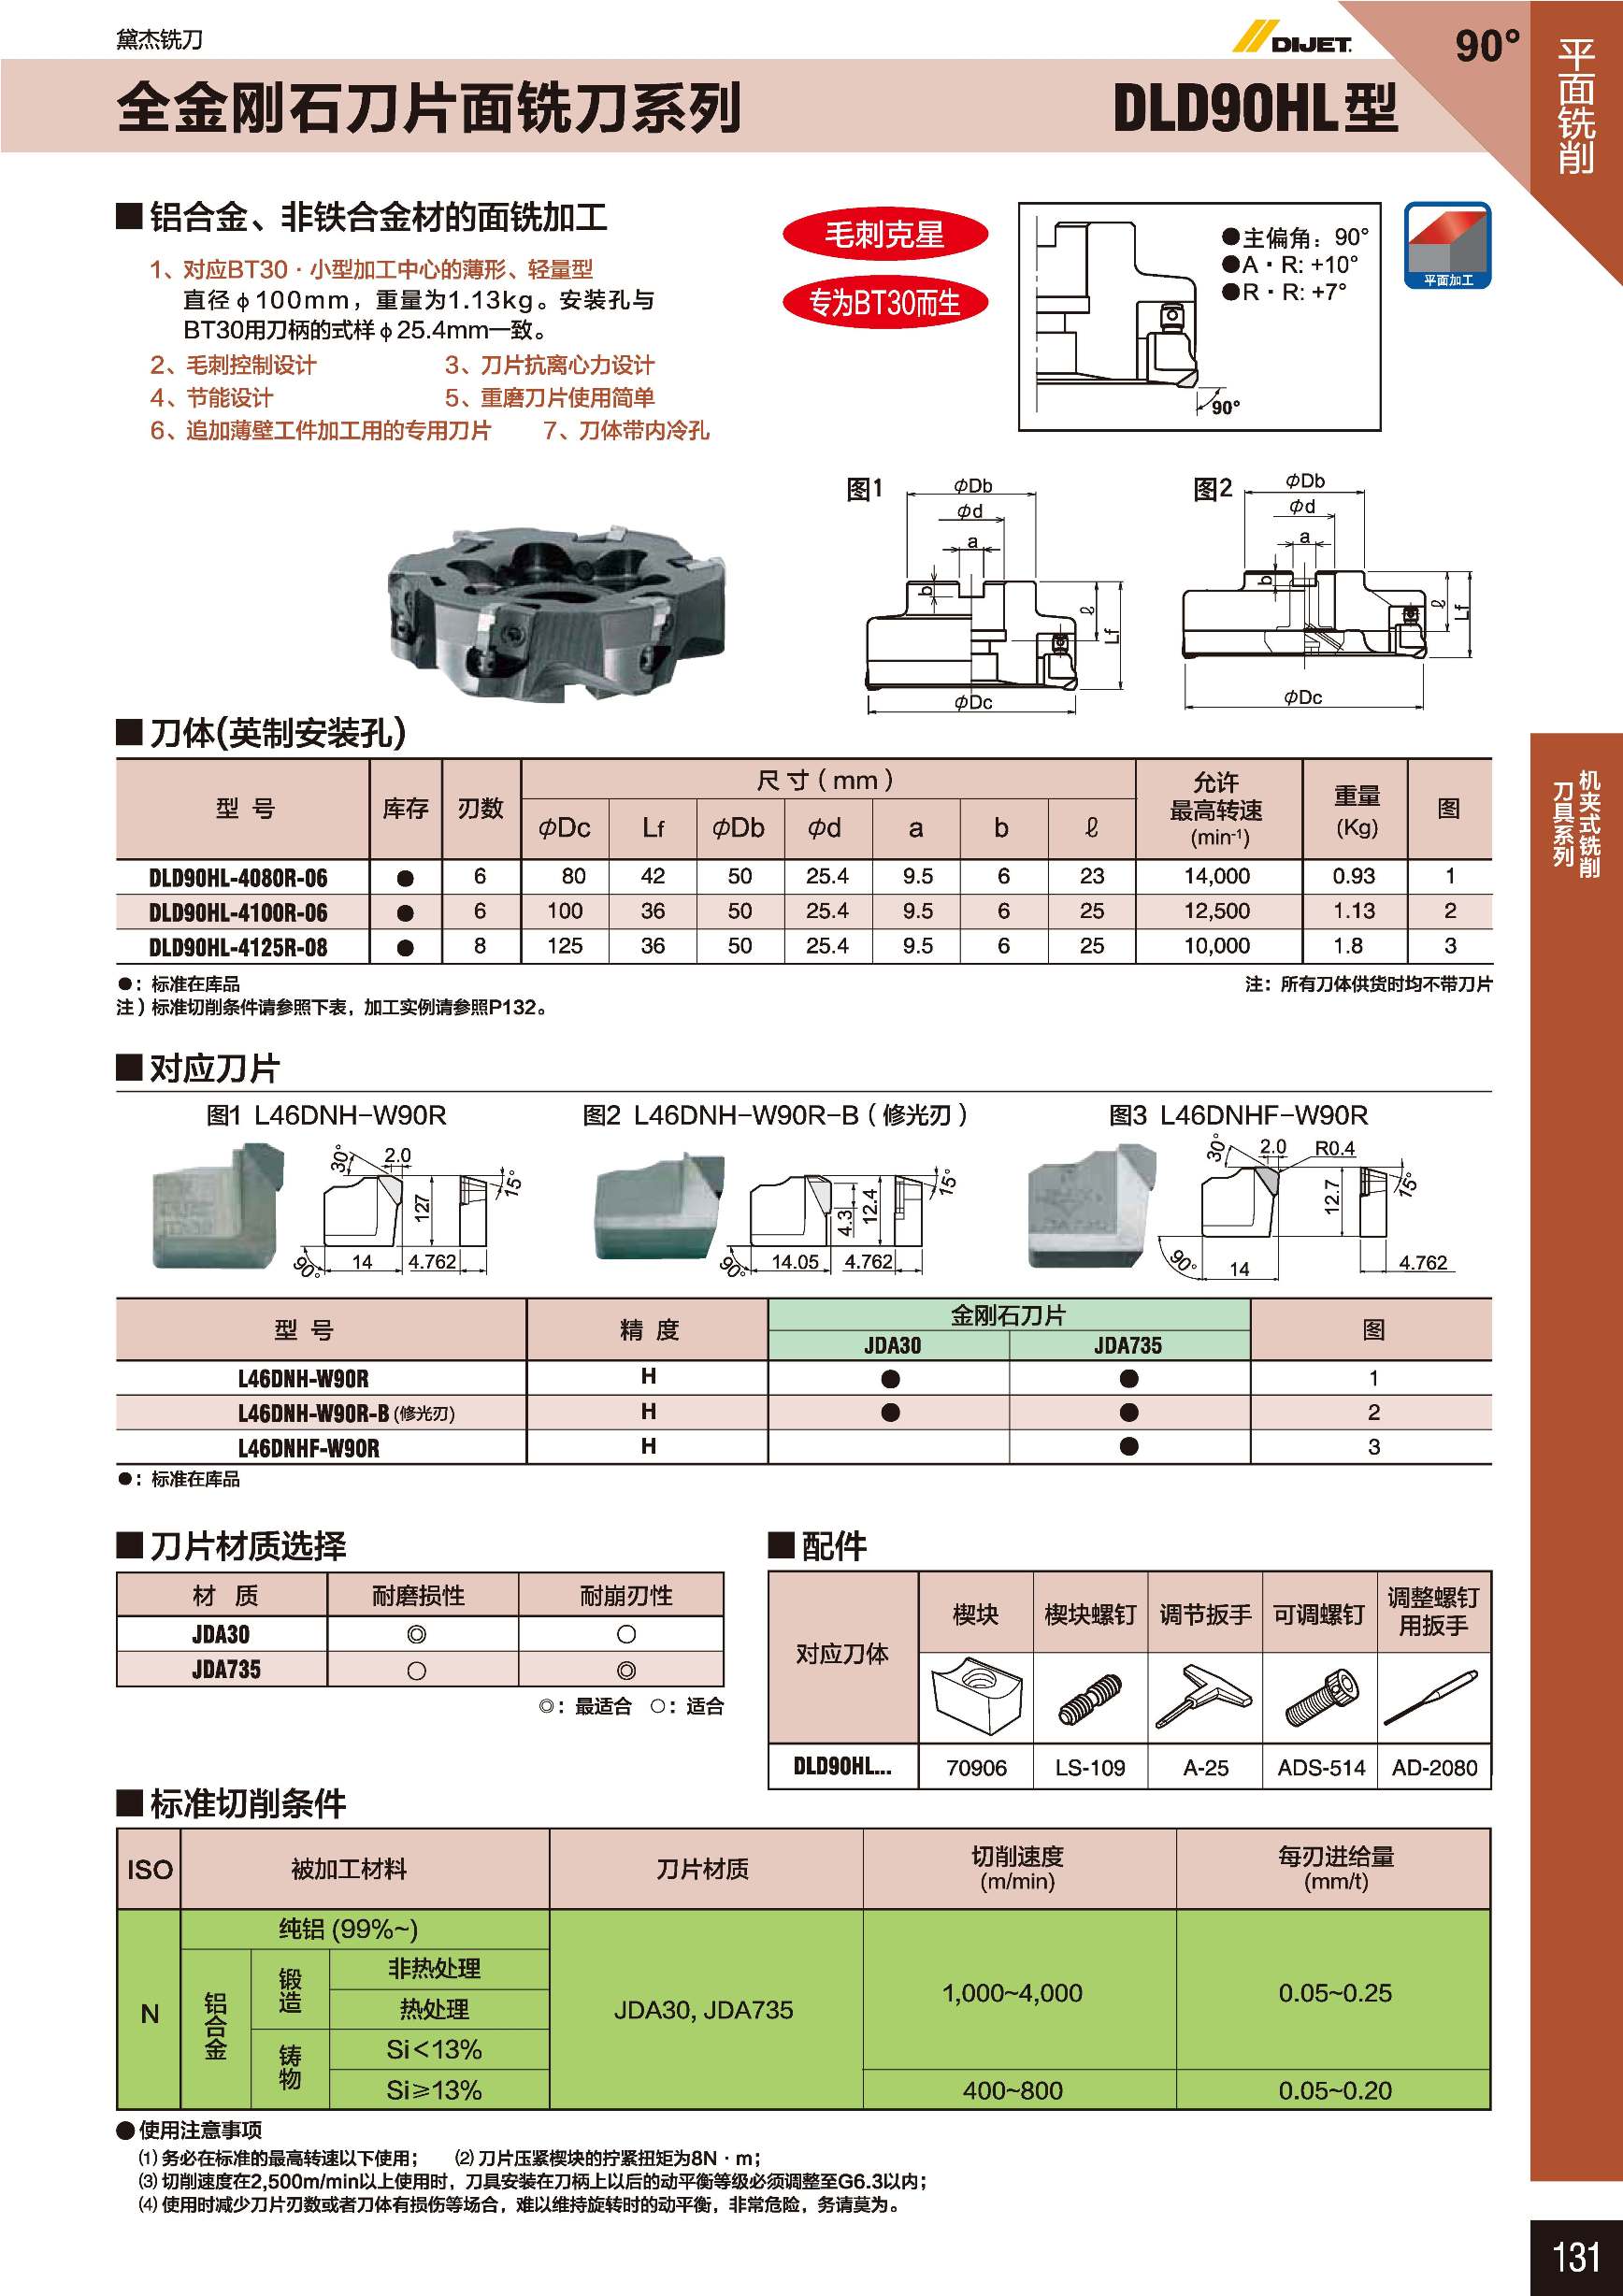 黛杰铣刀
DIJET.
90°
平面铣削
全金刚石刀片面铣刀系列
DLD90HL型
■铝合金、非铁合金材的面铣加工
1、对应BT30・小型加工中心的薄形、轻量型
直径φ100mm，重量为1.13kg。安装孔与
BT30用刀柄的式样φ25.4mm一致。
2、毛刺控制设计 3、刀片抗离心力设计
4、节能设计 5、重磨刀片使用简单
6、追加薄壁工件加工用的专用刀片 7、刀体带内冷孔
毛刺克星
专为BT30而生
●主偏角：90°
●A・R: +10°
●R・R: +7°
90°
平面加工
图1
φDb
φd
a
b
ℓ
Lf
φDc
图2
φDb
φd
a
b
ℓ
Lf
φDc
■刀体(英制安装孔)
型 号 库存 刃数 尺寸（mm） 允许最高转速(min-1) 重量(Kg) 图
φDc Lf φDb φd a b ℓ
DLD90HL-4080R-06 ● 6 80 42 50 25.4 9.5 6 23 14,000 0.93 1
DLD90HL-4100R-06 ● 6 100 36 50 25.4 9.5 6 25 12,500 1.13 2
DLD90HL-4125R-08 ● 8 125 36 50 25.4 9.5 6 25 10,000 1.8 3
●：标准在库品
注：所有刀体供货时均不带刀片
注）标准切削条件请参照下表，加工实例请参照P132。
机夹式铣削
刀具系列
■对应刀片
图1 L46DNH-W90R
30°
2.0
127
15°
90°
14
4.762
图2 L46DNH-W90R-B（修光刃）
4.3
12.4
15°
90°
14.05
4.762
图3 L46DNHF-W90R
30°
2.0
R0.4
12.7
15°
90°
14
4.762
型 号 精 度 金刚石刀片 图
JDA30 JDA735
L46DNH-W90R H ● ● 1
L46DNH-W90R-B (修光刃) H ● ● 2
L46DNHF-W90R H ● 3
●：标准在库品
■刀片材质选择
材 质 耐磨损性 耐崩刃性
JDA30 ◎ ○
JDA735 ○ ◎
◎：最适合 ○：适合
■配件
对应刀体 楔块 楔块螺钉 调节扳手 可调螺钉 调整螺钉用扳手
DLD90HL... 70906 LS-109 A-25 ADS-514 AD-2080
■标准切削条件
ISO 被加工材料 刀片材质 切削速度(m/min) 每刃进给量(mm/t)
N
纯铝 (99%~)
铝合金
锻造
非热处理
热处理
铸物
Si<13%
Si≥13%
JDA30, JDA735
1,000~4,000 0.05~0.25
400~800 0.05~0.20
●使用注意事项
⑴ 务必在标准的最高转速以下使用； ⑵ 刀片压紧楔块的拧紧扭矩为8N・m；
⑶ 切削速度在2,500m/min以上使用时，刀具安装在刀柄上以后的动平衡等级必须调整至G6.3以内；
⑷ 使用时减少刀片刃数或者刀体有损伤等场合，难以维持旋转时的动平衡，非常危险，务请莫为。
131